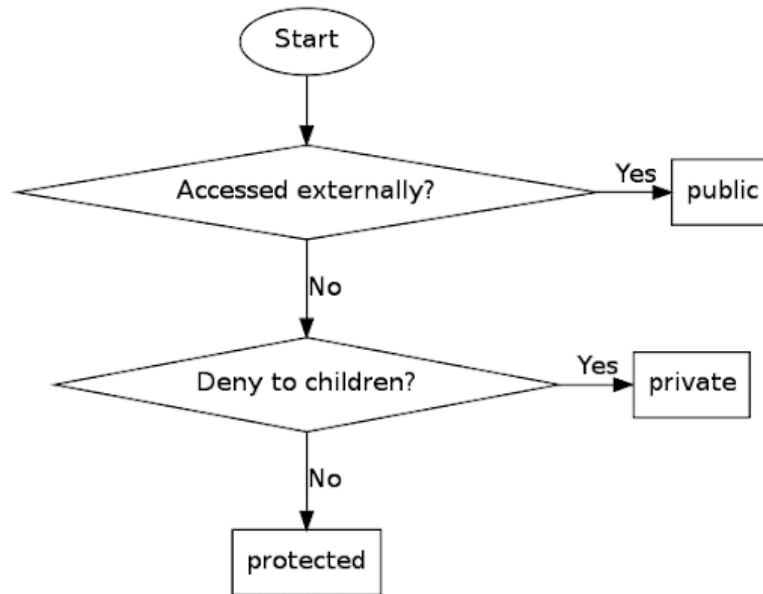 Start
Accessed externally?
Yes
public
No
Deny to children?
Yes
private
No
protected